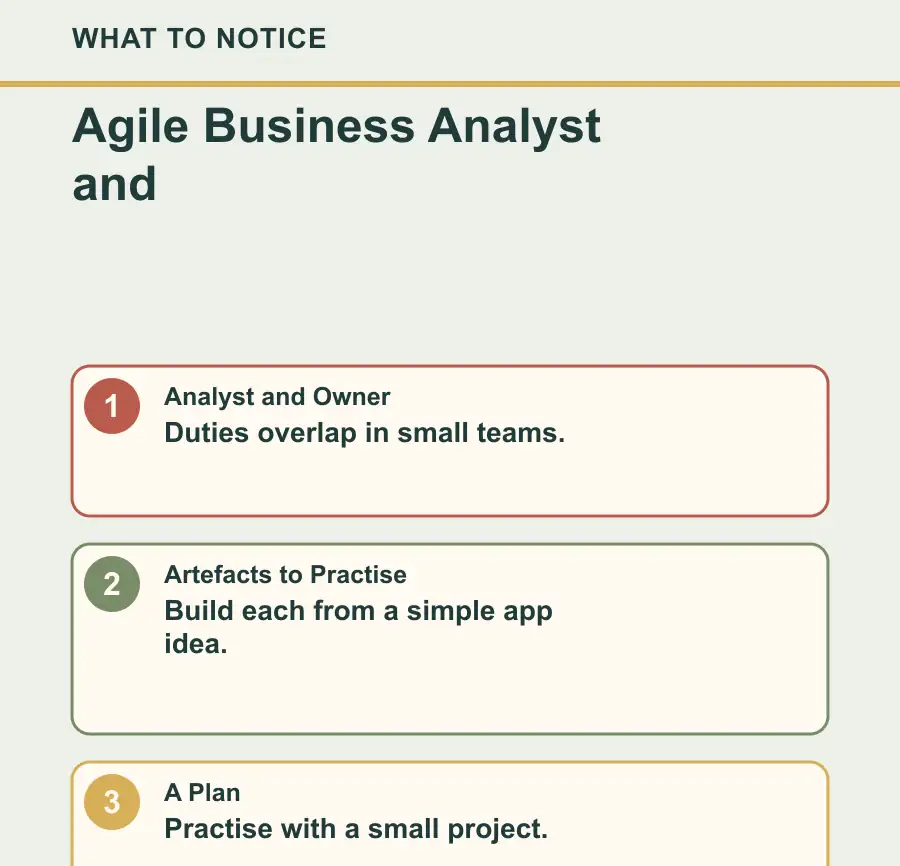 WHAT TO NOTICE
Agile Business Analyst
and
1
Analyst and Owner
Duties overlap in small teams.
2
Artefacts to Practise
Build each from a simple app
idea.
3
A Plan
Practise with a small project.